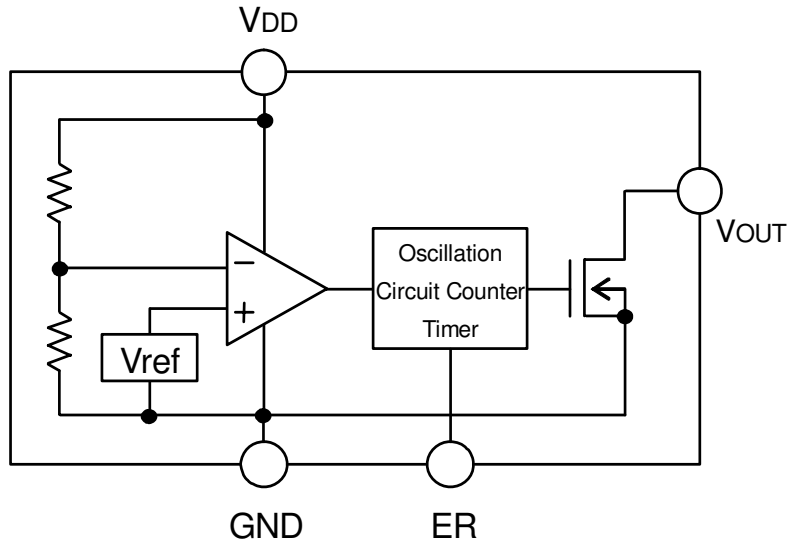 VDD
VOUT
Oscillation
Circuit Counter
Timer
−
+
Vref
GND
ER